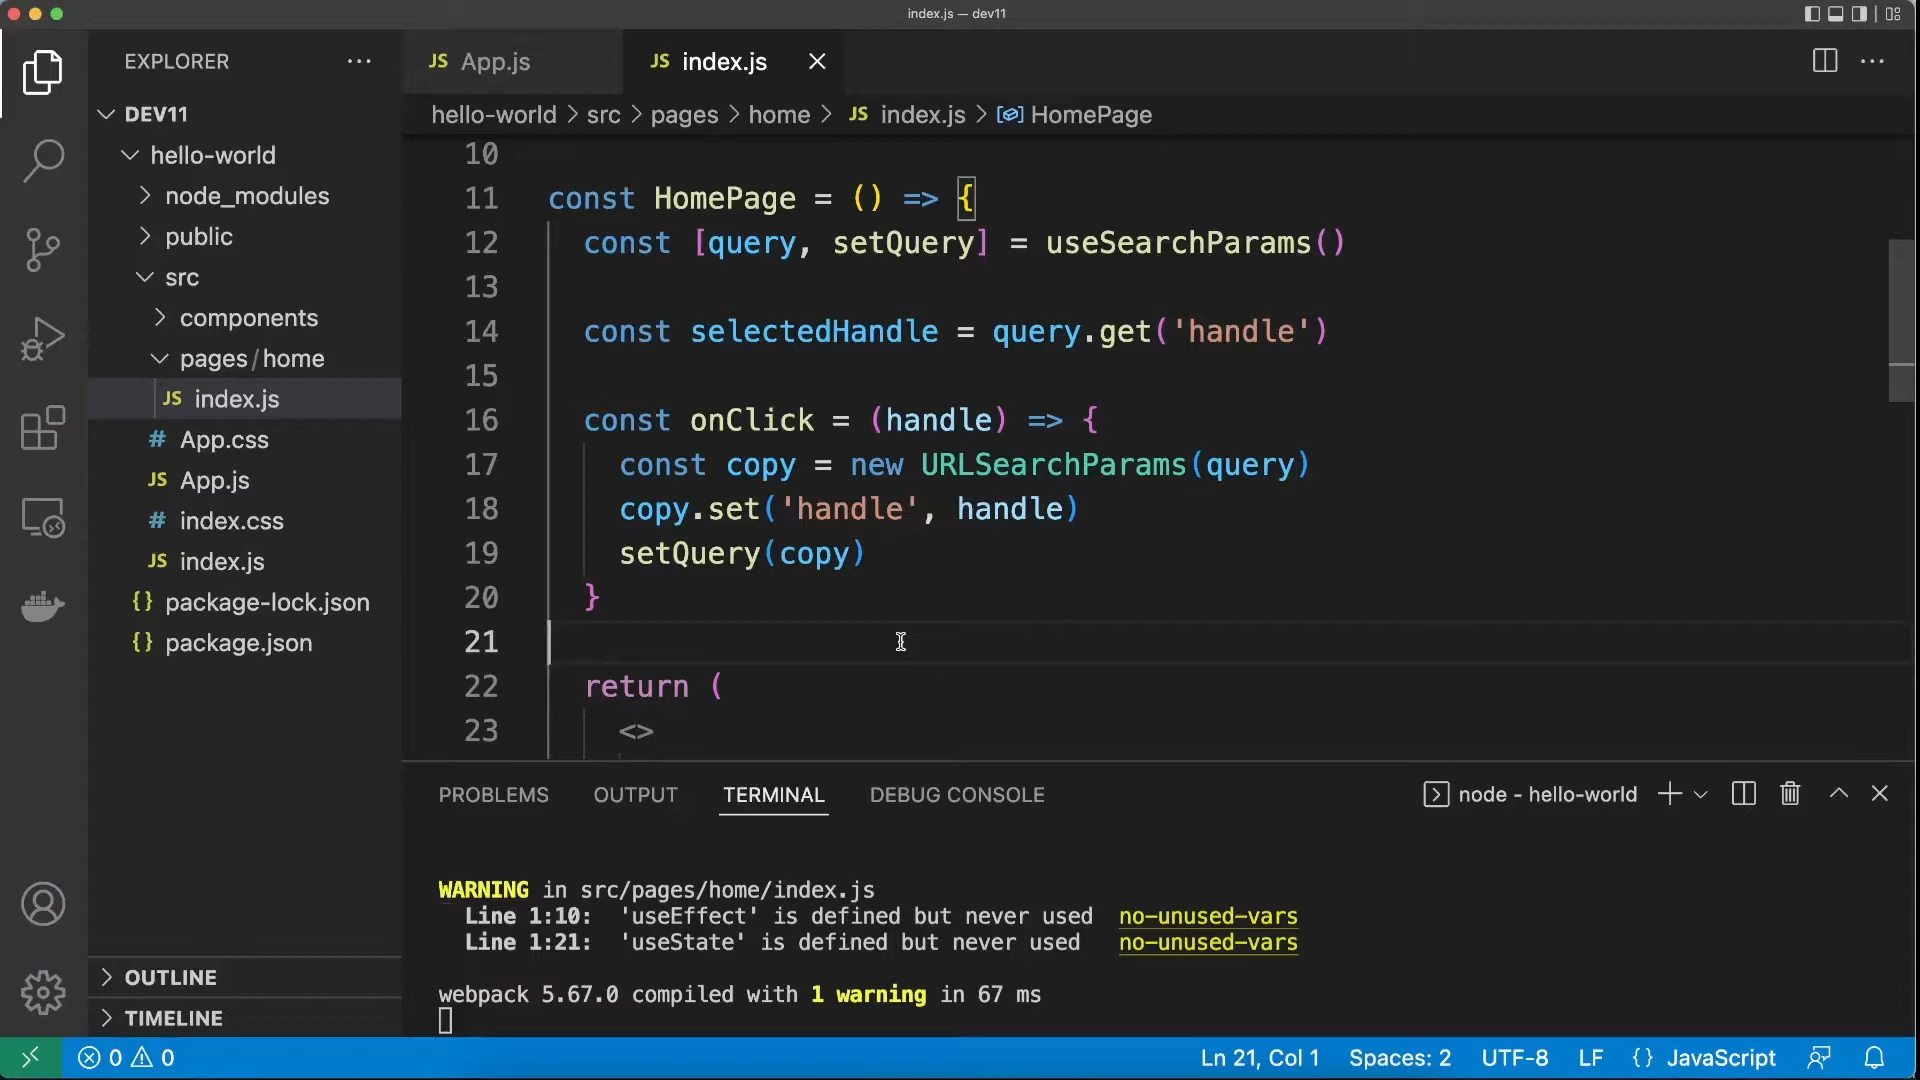 index.js — dev11
EXPLORER
DEV11
hello-world
node_modules
public
src
components
pages/home
JS index.js
# App.css
JS App.js
# index.css
JS index.js
{} package-lock.json
{} package.json
OUTLINE
TIMELINE
JS App.js
JS index.js
hello-world > src > pages > home > JS index.js > HomePage
10
11 const HomePage = () => {
12 const [query, setQuery] = useSearchParams()
13
14 const selectedHandle = query.get('handle')
15
16 const onClick = (handle) => {
17 const copy = new URLSearchParams(query)
18 copy.set('handle', handle)
19 setQuery(copy)
20 }
21
22 return (
23 <>
PROBLEMS OUTPUT TERMINAL DEBUG CONSOLE
node - hello-world
WARNING in src/pages/home/index.js
Line 1:10: 'useEffect' is defined but never used no-unused-vars
Line 1:21: 'useState' is defined but never used no-unused-vars
webpack 5.67.0 compiled with 1 warning in 67 ms
0 0
Ln 21, Col 1 Spaces: 2 UTF-8 LF {} JavaScript